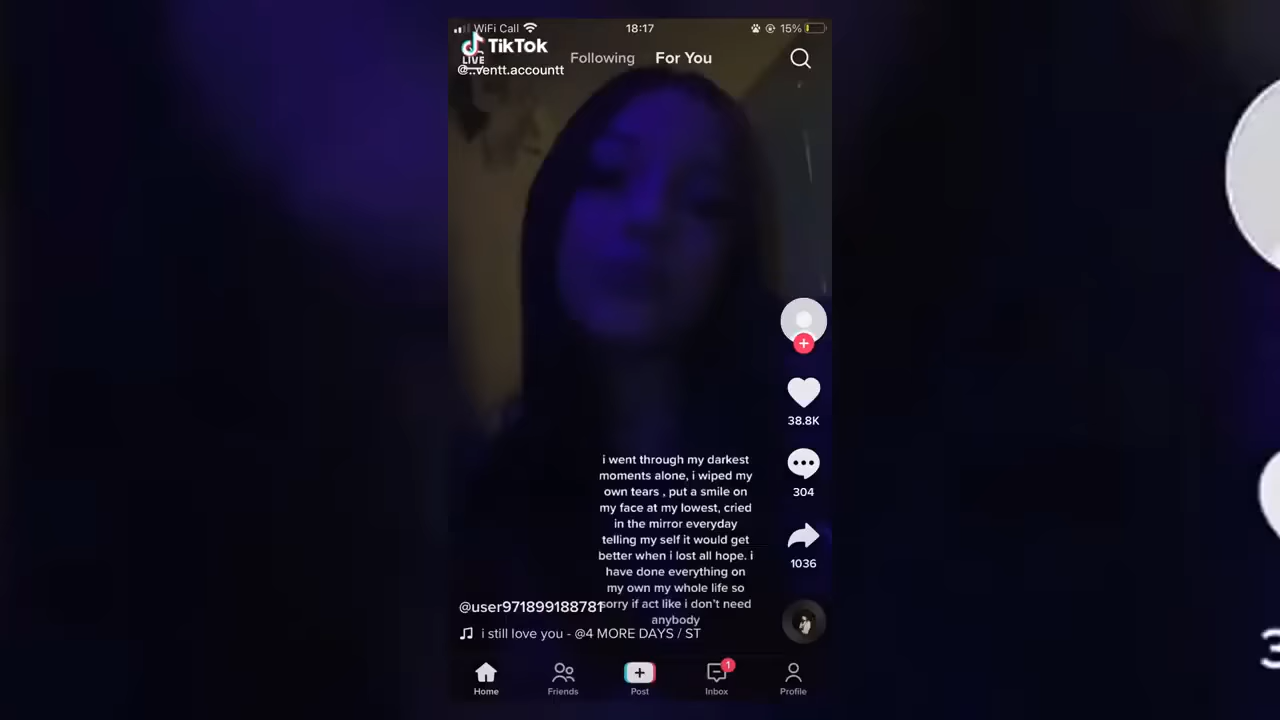 WiFi Call
18:17
15%
TikTok
LIVE
Following
For You
@..ventt.accountt
38.8K
304
1036
i went through my darkest
moments alone, i wiped my
own tears , put a smile on
my face at my lowest, cried
in the mirror everyday
telling my self it would get
better when i lost all hope. i
have done everything on
my own my whole life so
sorry if act like i don't need
anybody
@user971899188781
i still love you - @4 MORE DAYS / ST
Home
Friends
Post
Inbox
1
Profile
3